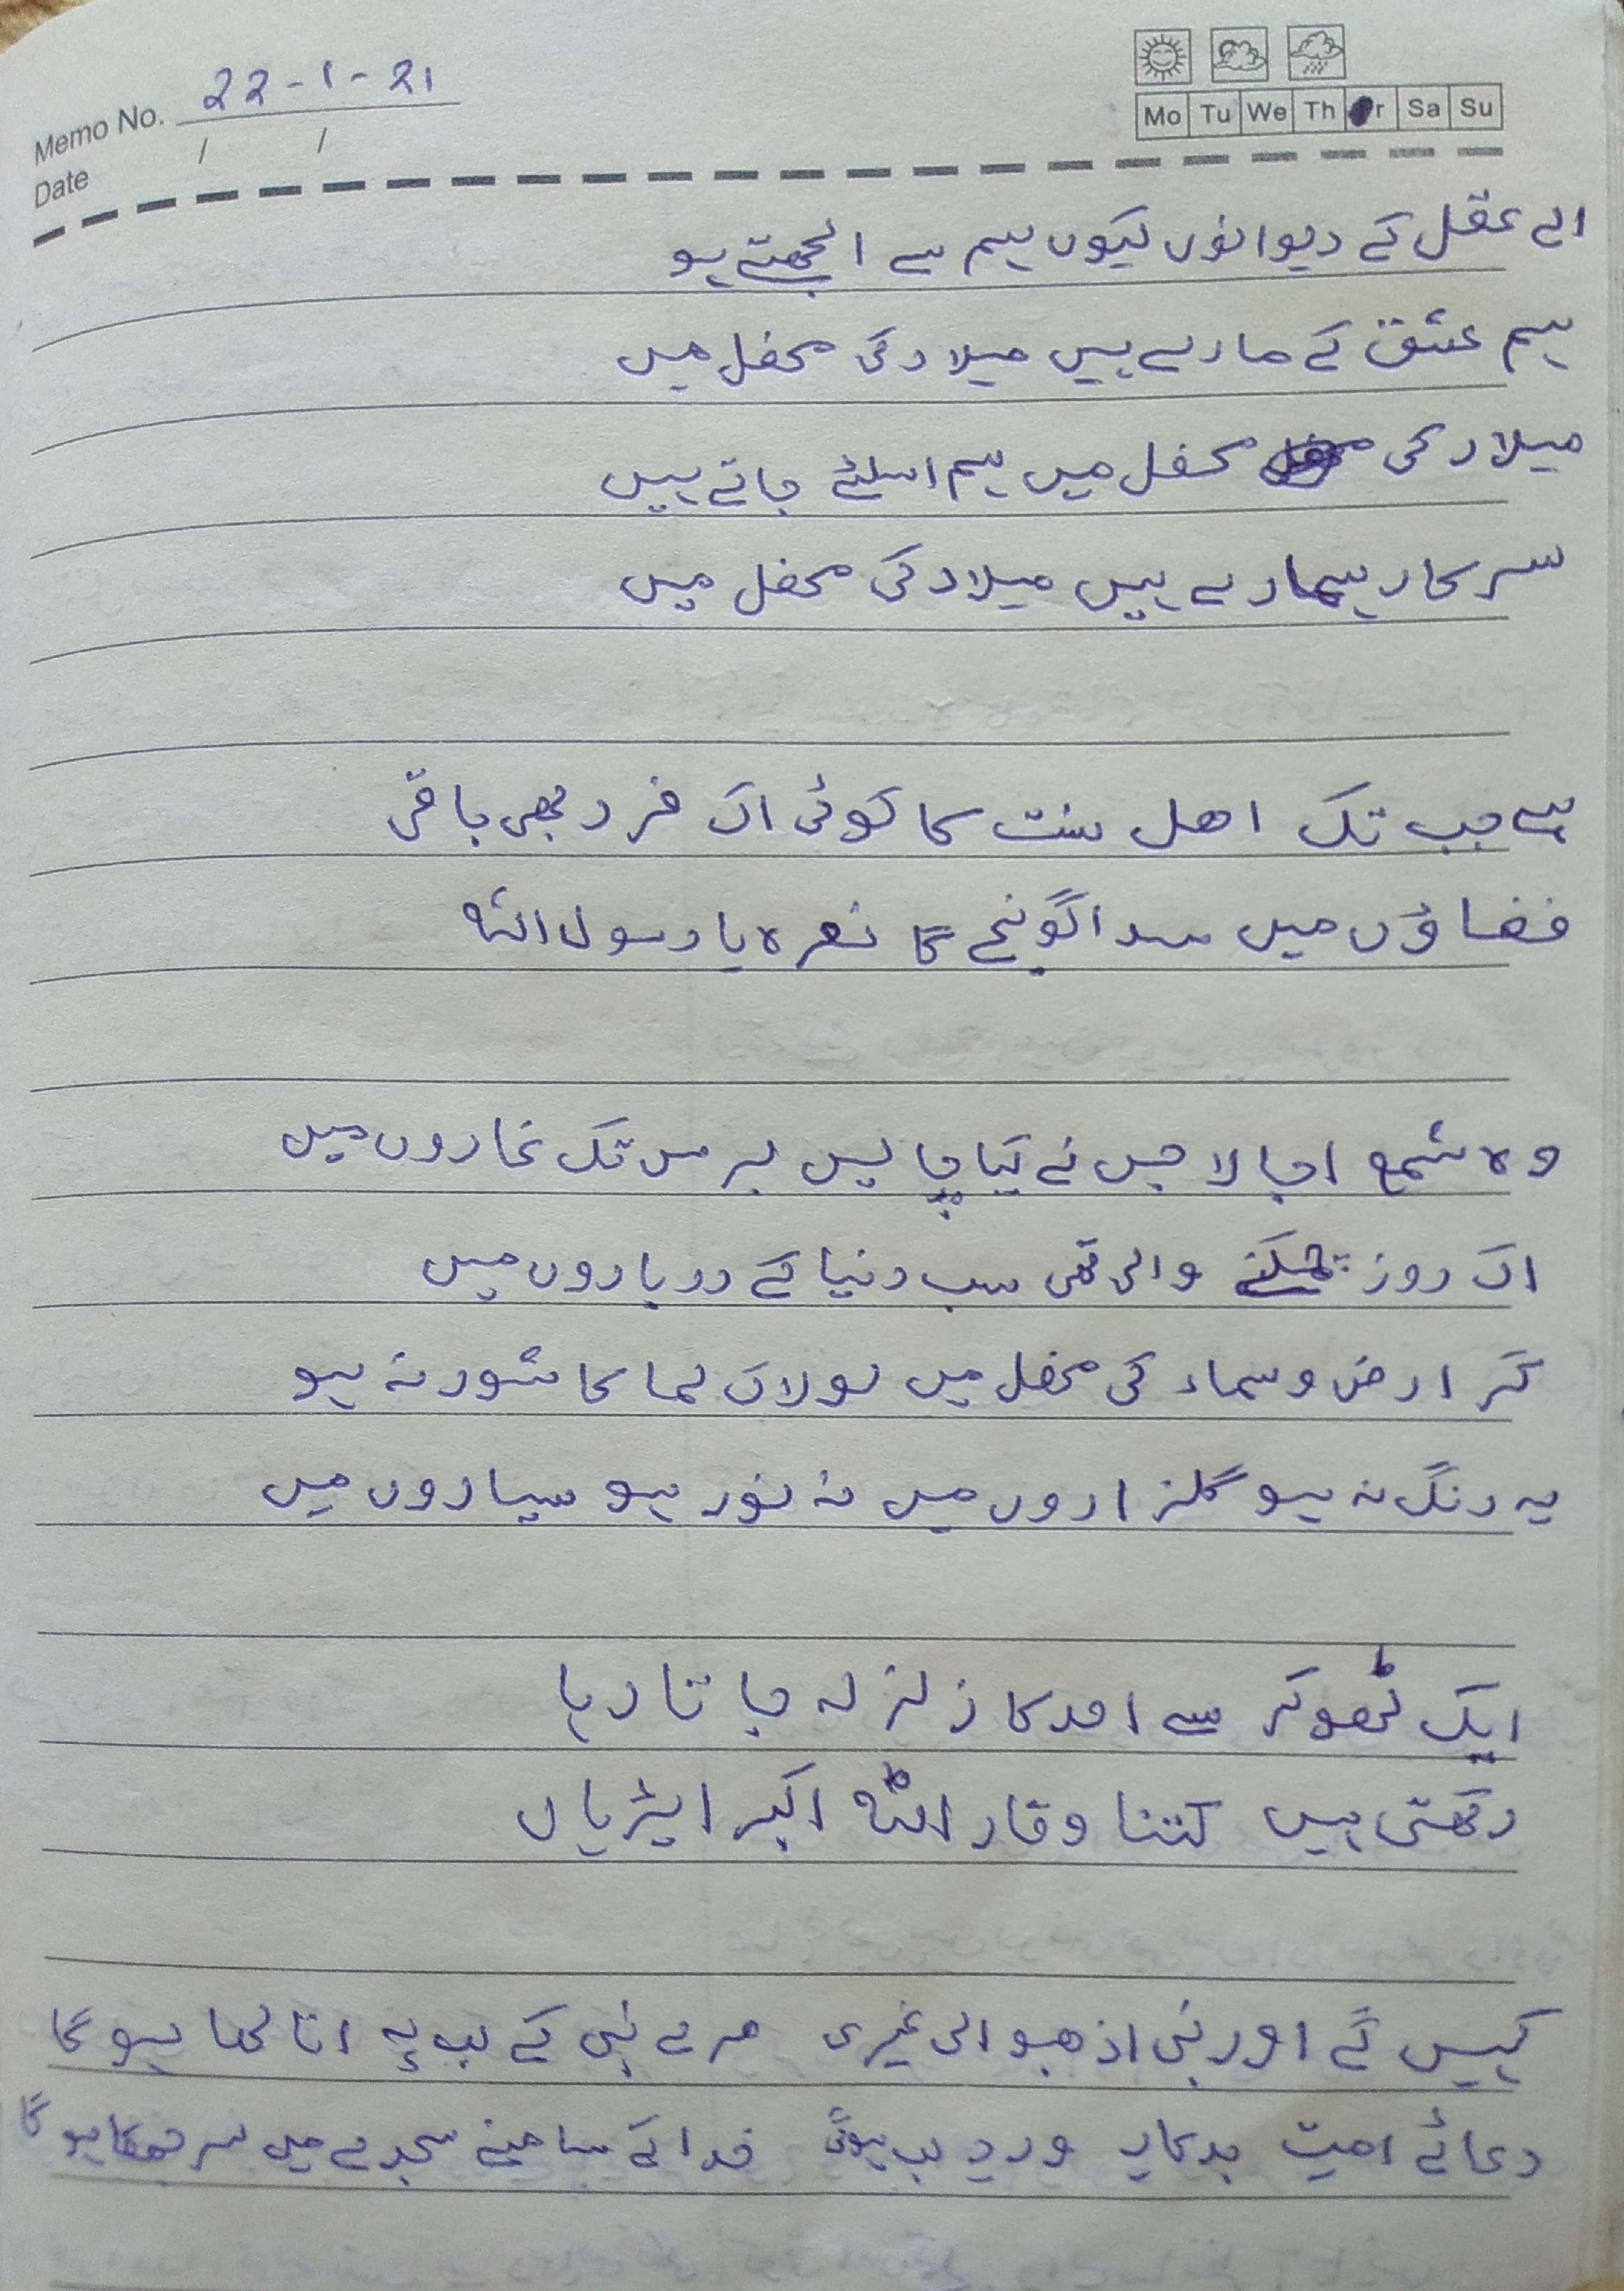 Memo No. 22-1-21
Date / /
Mo Tu We Th Fr Sa Su
اے عقل کے دیوانوں کیوں ہم سے الجھتے ہو
ہم عشق کے مارے ہیں میلاد کی محفل میں
میلاد کی محفل میں ہم اسلئے جاتے ہیں
سرکار ہمارے ہیں میلاد کی محفل میں
ہے جب تک اھل سنت کا کوئی اک فرد بھی باقی
فضاؤں میں سدا گونجے گا نعرہ یا رسول اللہ
وہ شمع اجالا جس نے کیا چالیس برس تک غاروں میں
اک روز چمکنے والی تھی سب دنیا کے درباروں میں
گر ارض و سماء کی محفل میں لولاک لما کا شور نہ ہو
یہ رنگ نہ ہو گلزاروں میں نہ نور ہو سیاروں میں
ایک ٹھوکر سے احد کا زلزلہ جاتا رہا
رکھتی ہیں کتنا وقار اللہ اکبر ایڑیاں
کہیں گے اور نبی اذھبو الی غیری مرے نبی کے لب پہ انا لھا ہو گا
دعائے امت بدکار ورد لب ہوگی خدا کے سامنے سجدے میں سر جھکا ہو گا